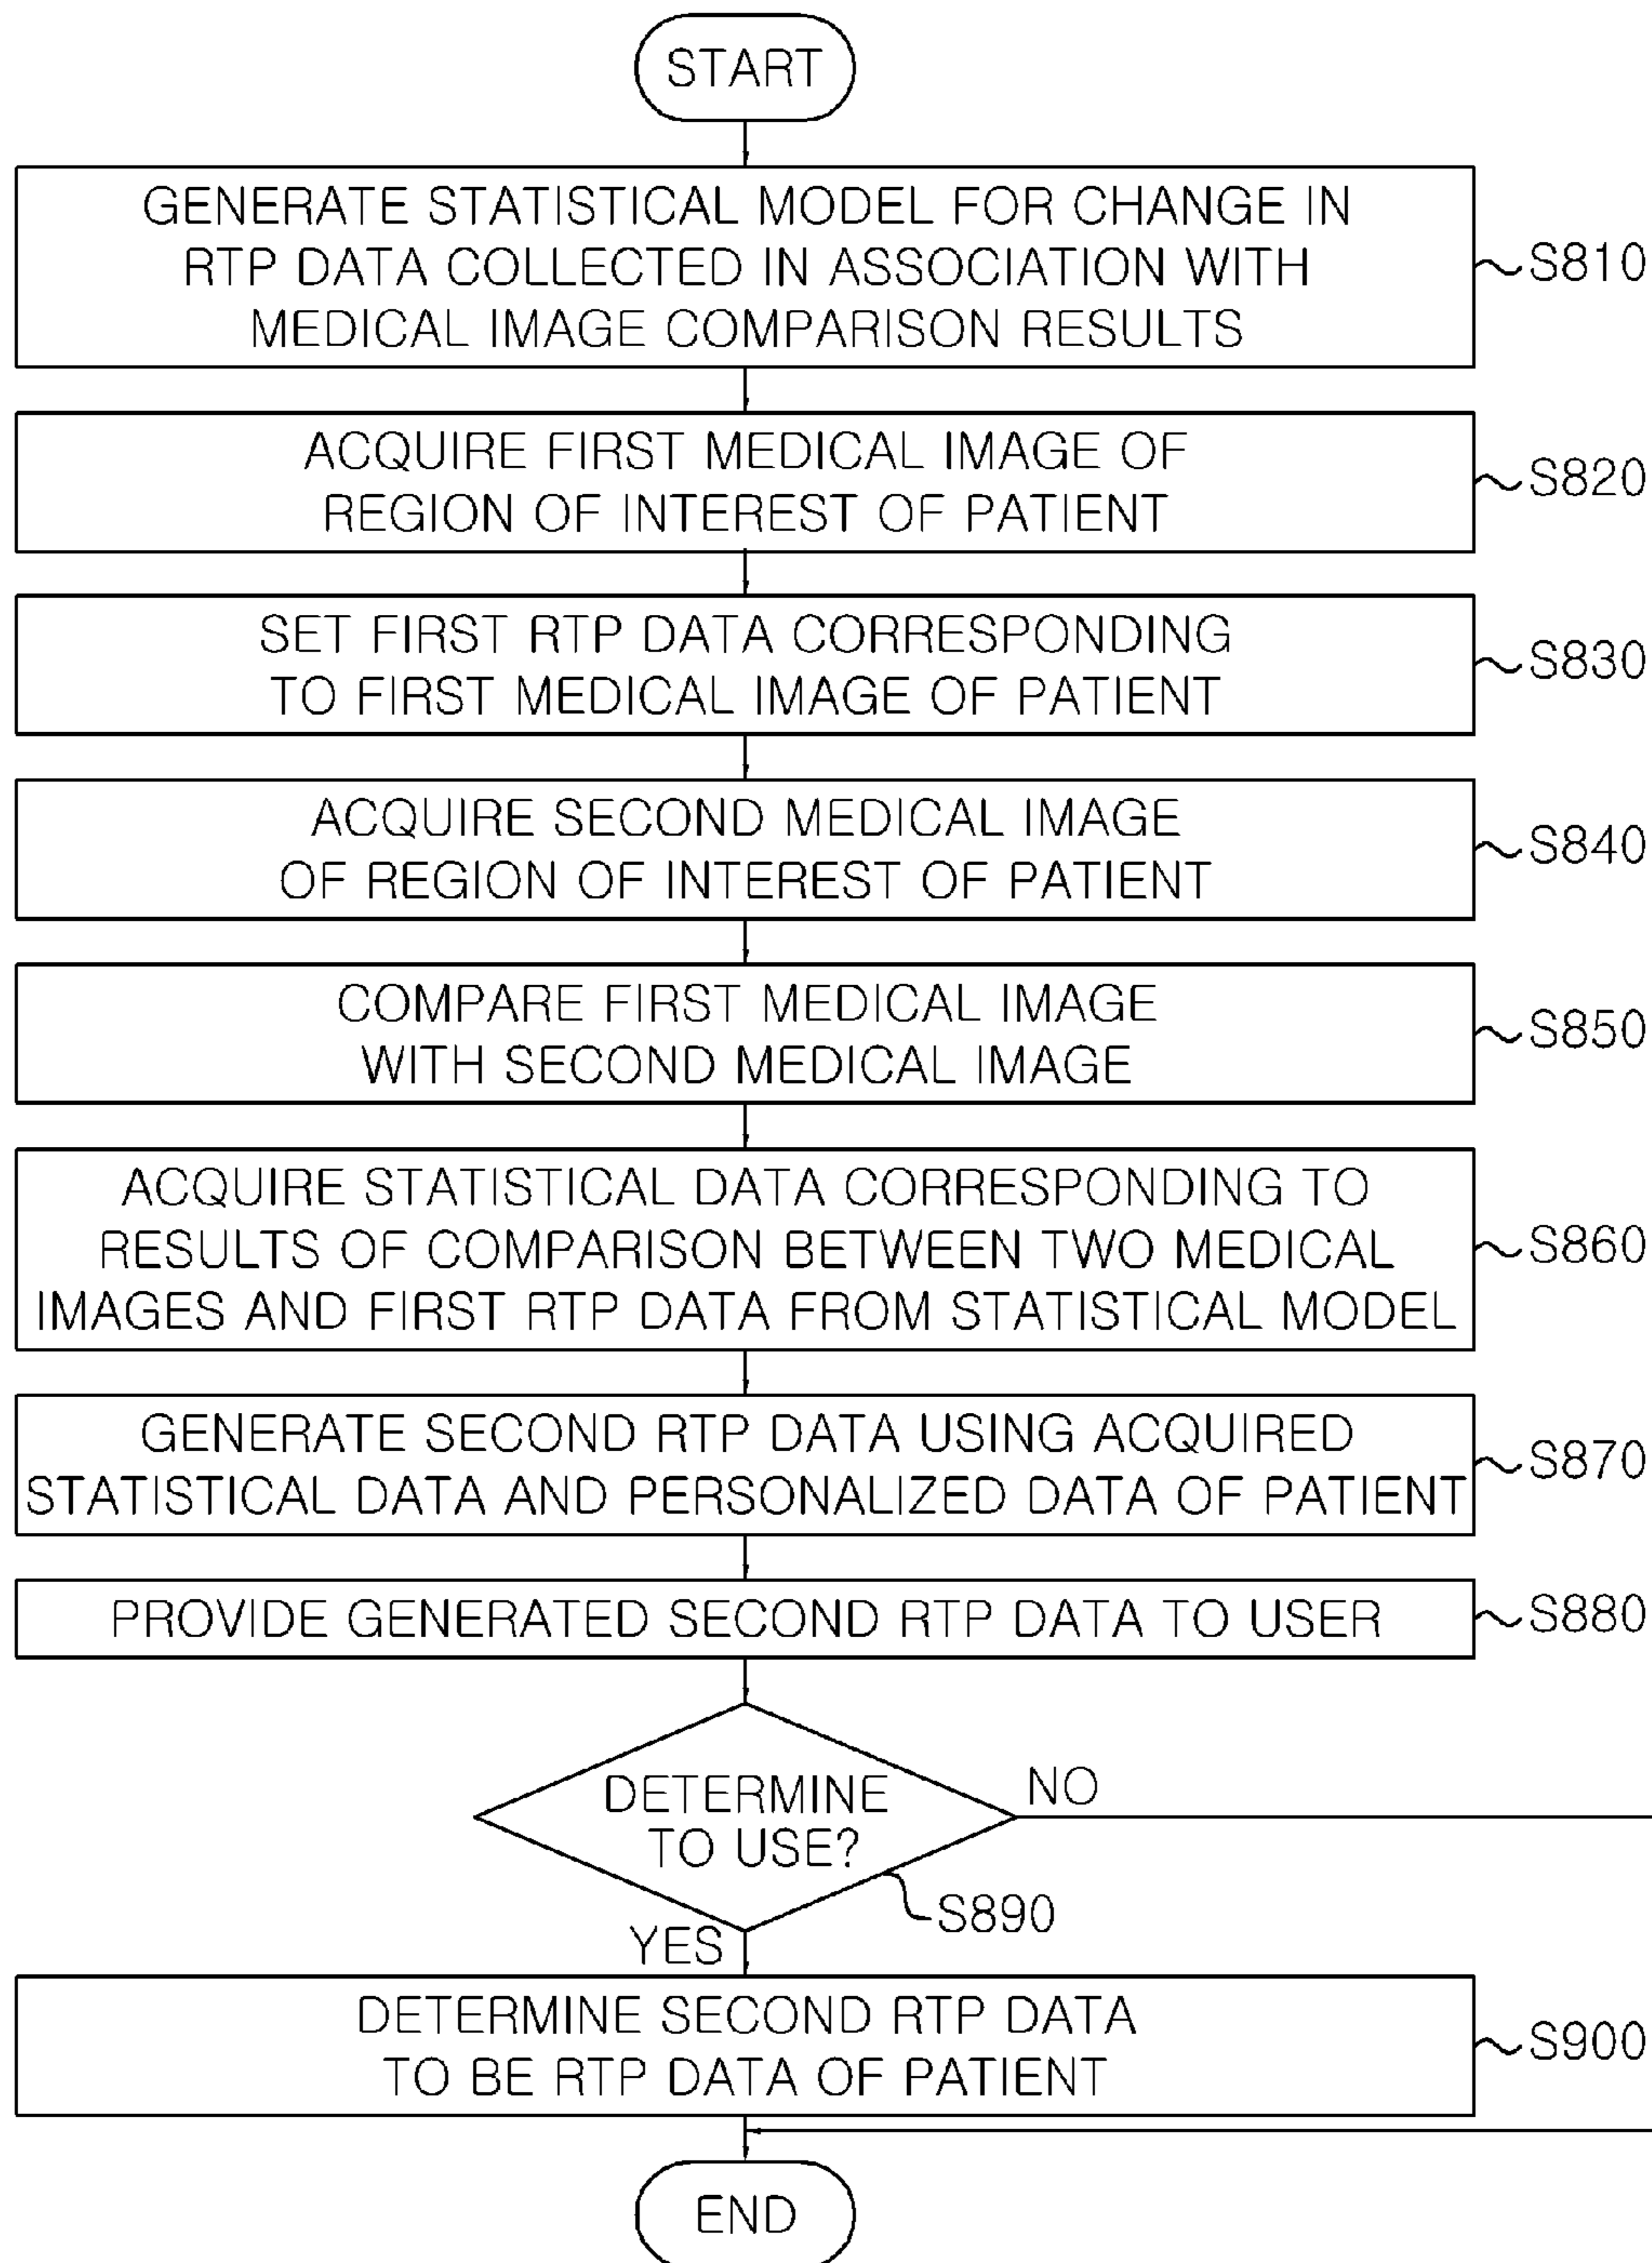 START
GENERATE STATISTICAL MODEL FOR CHANGE IN
RTP DATA COLLECTED IN ASSOCIATION WITH
MEDICAL IMAGE COMPARISON RESULTS
S810
ACQUIRE FIRST MEDICAL IMAGE OF
REGION OF INTEREST OF PATIENT
S820
SET FIRST RTP DATA CORRESPONDING
TO FIRST MEDICAL IMAGE OF PATIENT
S830
ACQUIRE SECOND MEDICAL IMAGE
OF REGION OF INTEREST OF PATIENT
S840
COMPARE FIRST MEDICAL IMAGE
WITH SECOND MEDICAL IMAGE
S850
ACQUIRE STATISTICAL DATA CORRESPONDING TO
RESULTS OF COMPARISON BETWEEN TWO MEDICAL
IMAGES AND FIRST RTP DATA FROM STATISTICAL MODEL
S860
GENERATE SECOND RTP DATA USING ACQUIRED
STATISTICAL DATA AND PERSONALIZED DATA OF PATIENT
S870
PROVIDE GENERATED SECOND RTP DATA TO USER
S880
DETERMINE
TO USE?
NO
S890
YES
DETERMINE SECOND RTP DATA
TO BE RTP DATA OF PATIENT
S900
END